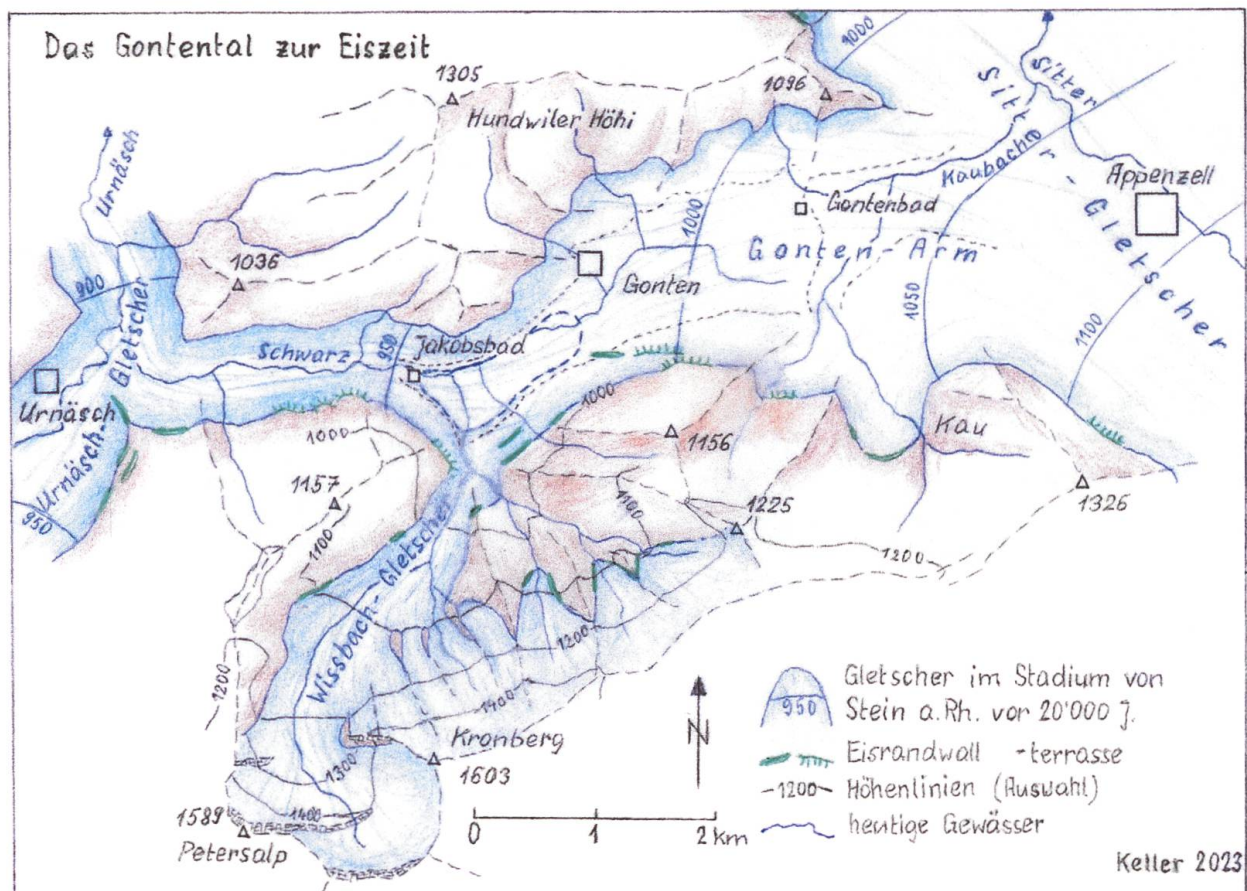 Das Gontental zur Eiszeit
1305
Hundwiler Höhi
1096
1000
Sitter
Sitter-Gletscher
Kaubach
Appenzell
Urnäsch
Gontenbad
1000
Gonten-Arm
1036
900
Gonten
1050
1100
Urnäsch-Gletscher
Schwarz
950
Jakobsbad
Urnäsch
1000
1000
1156
Kau
1157
1100
1225
1326
950
1100
1200
Wissbach-Gletscher
1200
1200
1400
Kronberg
1603
1300
1400
1589
Petersalp
N
0 1 2 km
950
Gletscher im Stadium von
Stein a.Rh. vor 20'000 J.
Eisrandwall -terrasse
-1200- Höhenlinien (Auswahl)
heutige Gewässer
Keller 2023